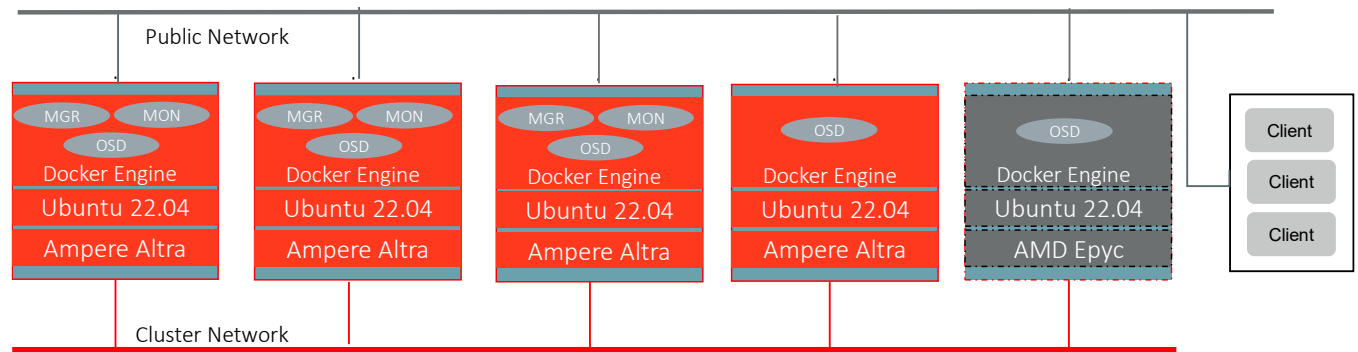 Public Network
MGR MON
OSD
Docker Engine
Ubuntu 22.04
Ampere Altra
MGR MON
OSD
Docker Engine
Ubuntu 22.04
Ampere Altra
MGR MON
OSD
Docker Engine
Ubuntu 22.04
Ampere Altra
OSD
Docker Engine
Ubuntu 22.04
Ampere Altra
OSD
Docker Engine
Ubuntu 22.04
AMD Epyc
Client
Client
Client
Cluster Network